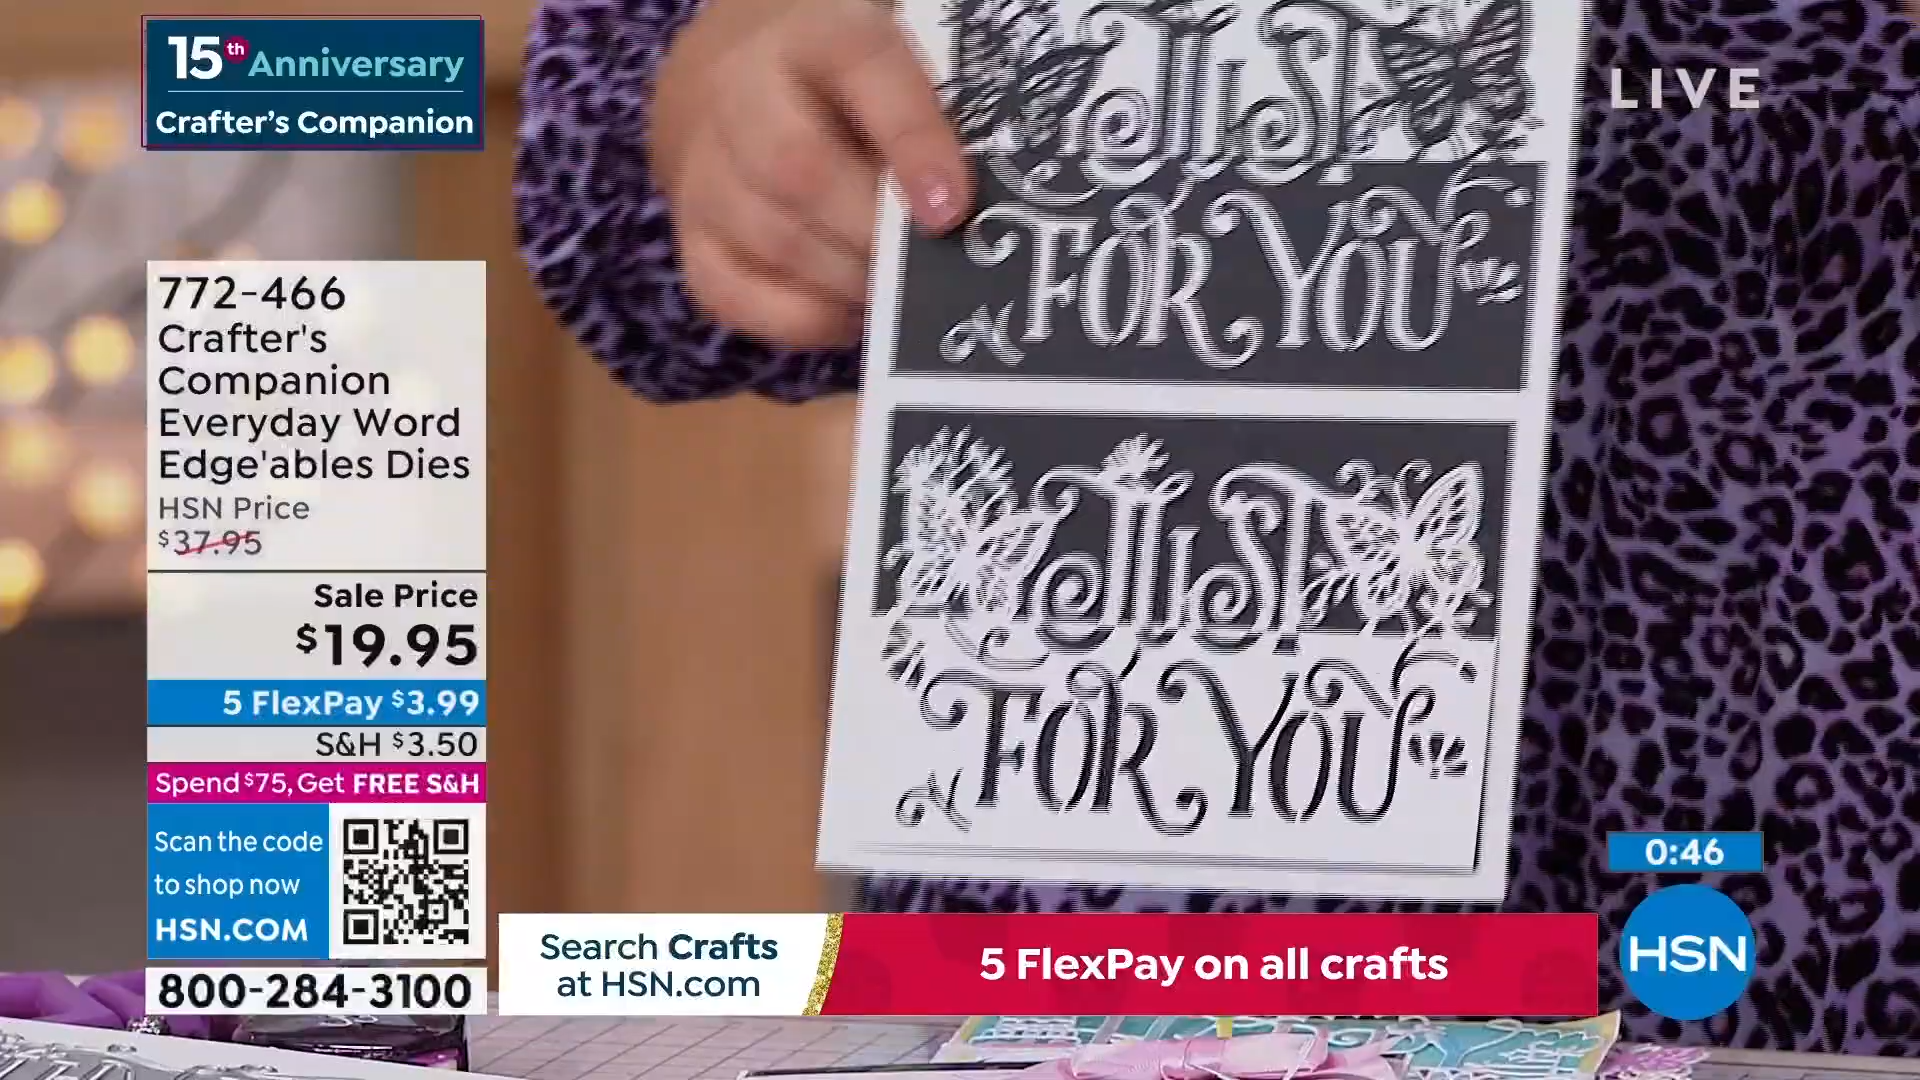 15th Anniversary
Crafter's Companion
LIVE
772-466
Crafter's
Companion
Everyday Word
Edge'ables Dies
HSN Price
$37.95
Sale Price
$19.95
5 FlexPay $3.99
S&H $3.50
Spend $75, Get FREE S&H
Scan the code
to shop now
HSN.COM
800-284-3100
JUST
FOR YOU
JUST
FOR YOU
Search Crafts
at HSN.com
5 FlexPay on all crafts
0:46
HSN